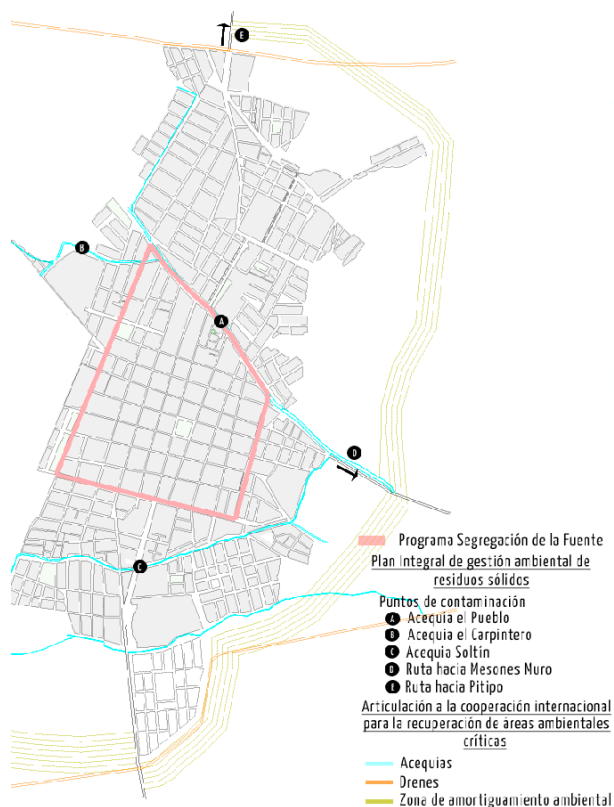 E
B
A
D
C
Programa Segregación de la Fuente
Plan Integral de gestión ambiental de
residuos sólidos
Puntos de contaminación
A Acequia el Pueblo
B Acequia el Carpintero
C Acequia Soltín
D Ruta hacia Mesones Muro
E Ruta hacia Pitipo
Articulación a la cooperación internacional
para la recuperación de áreas ambientales
críticas
Acequias
Drenes
Zona de amortiguamiento ambiental